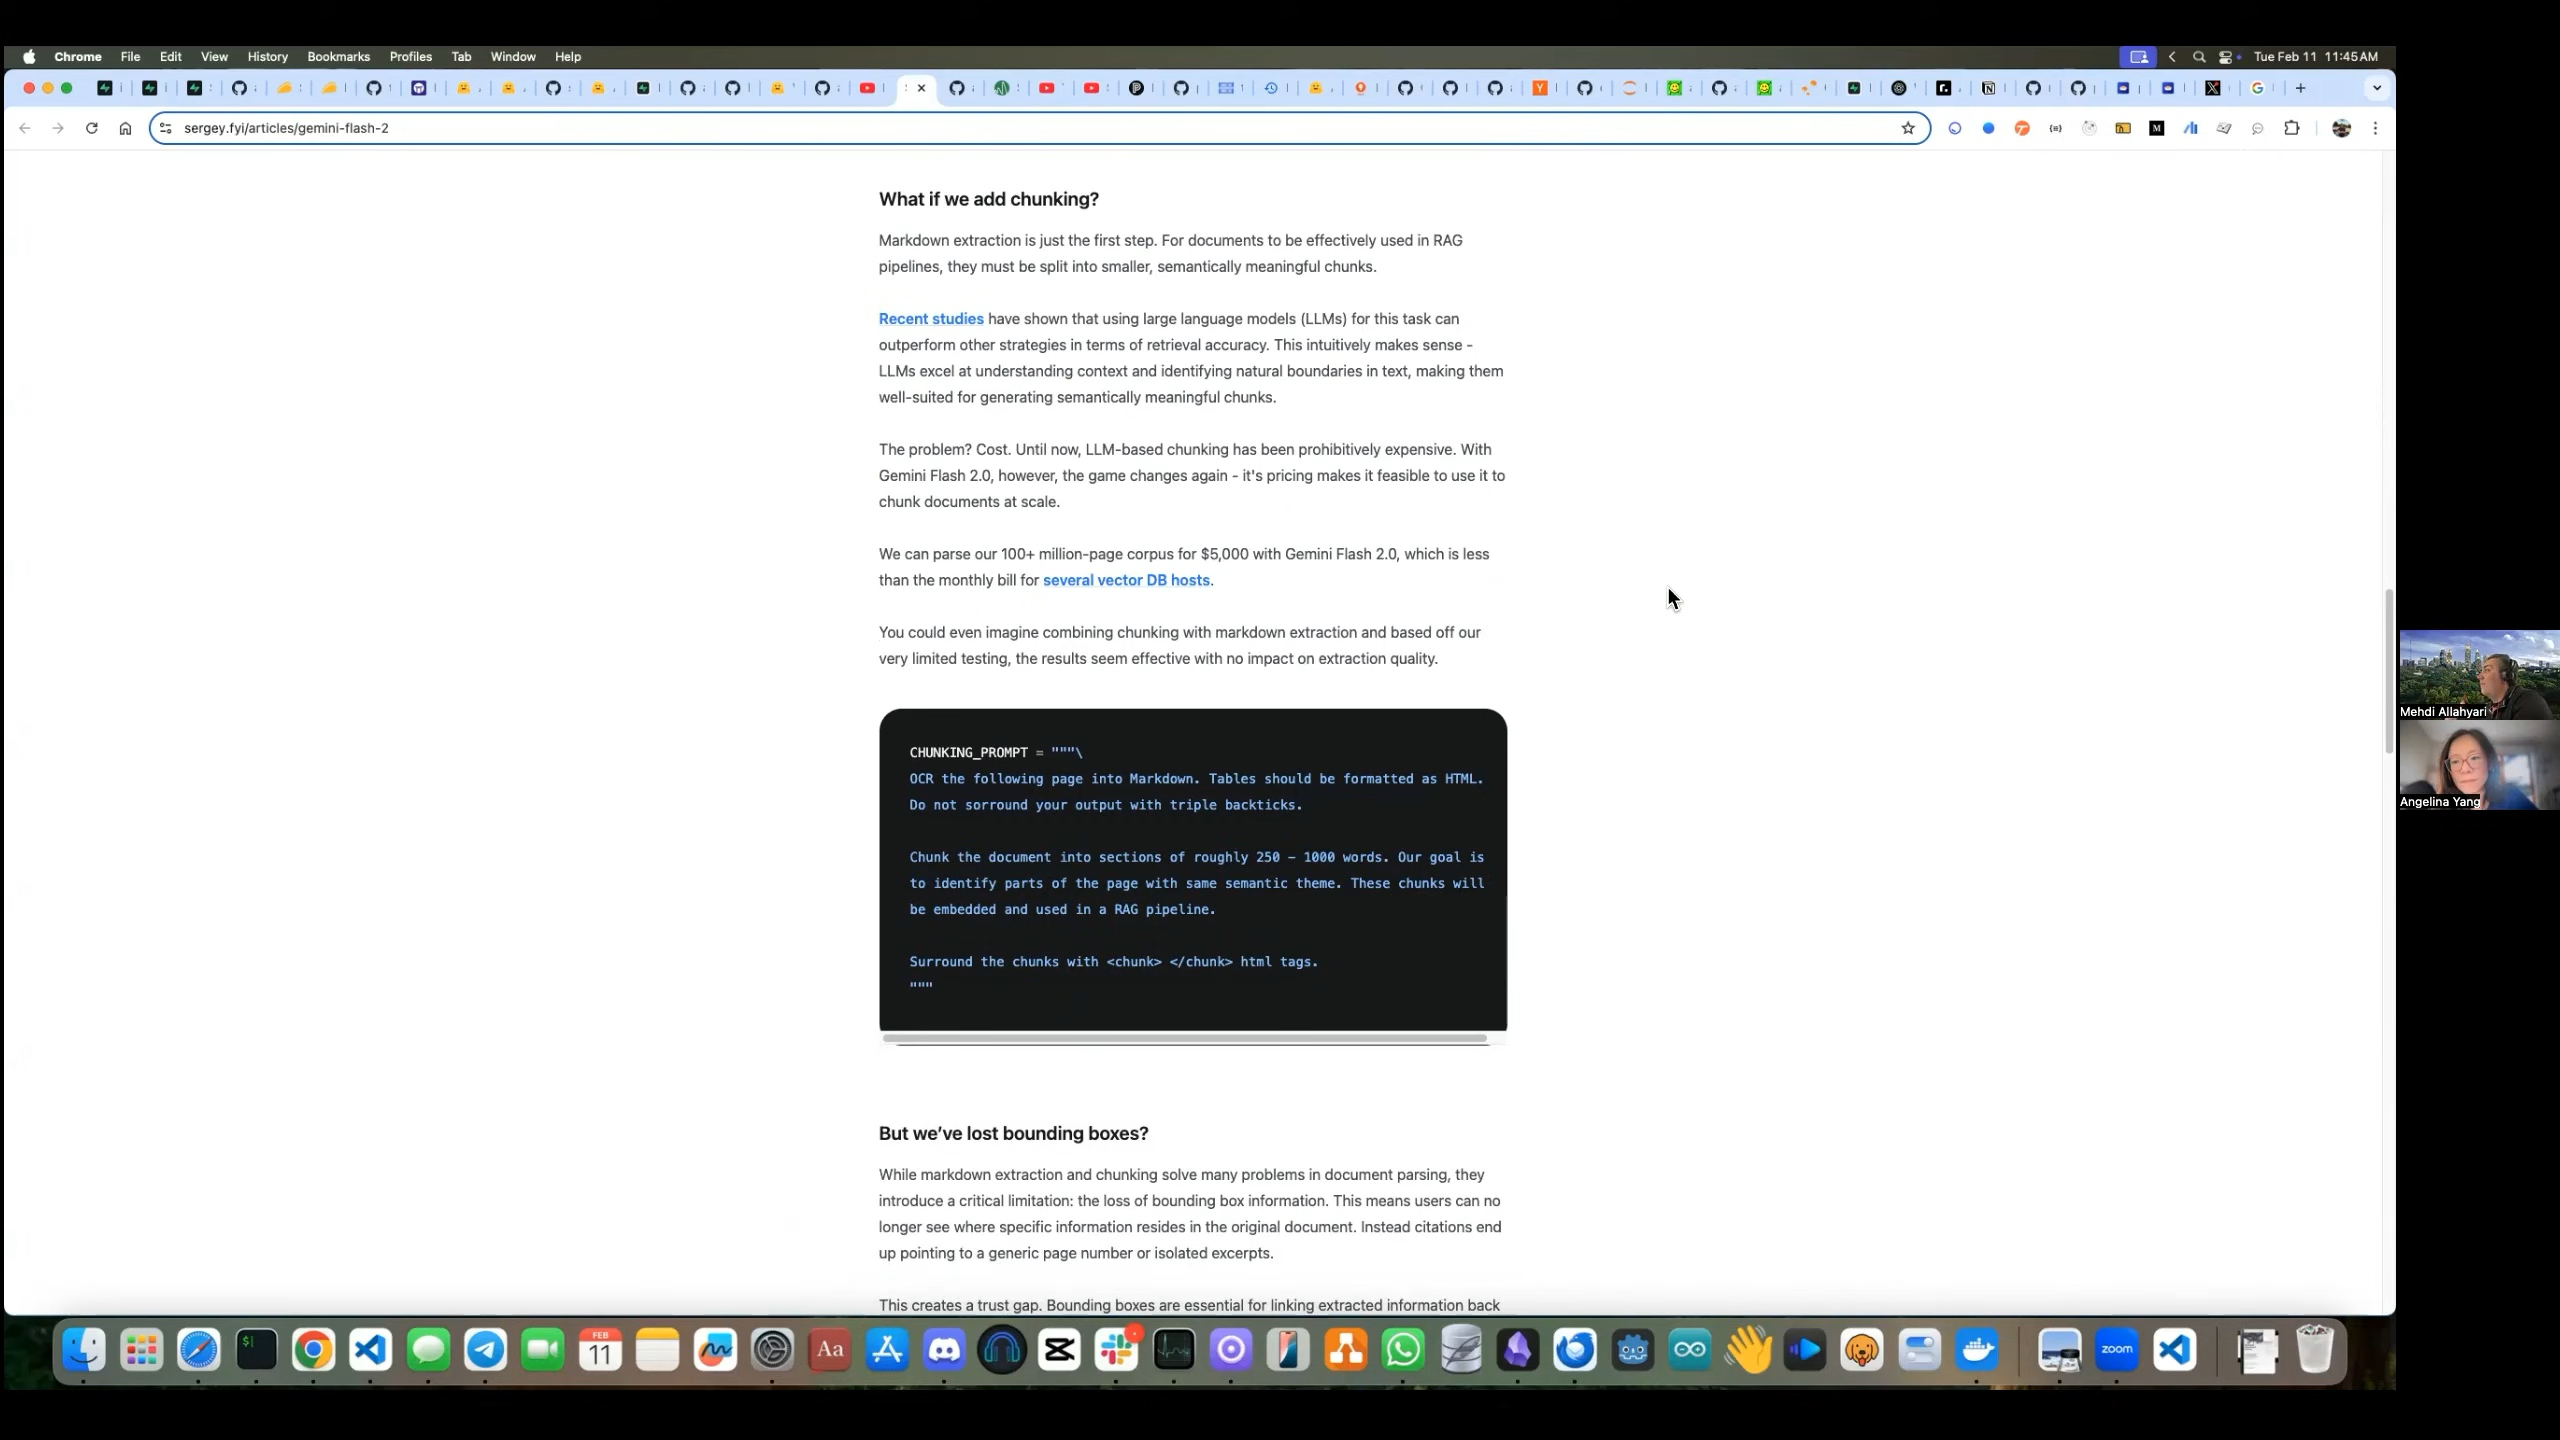 Chrome File Edit View History Bookmarks Profiles Tab Window Help Tue Feb 11 11:45 AM
sergey.fyi/articles/gemini-flash-2
What if we add chunking?
Markdown extraction is just the first step. For documents to be effectively used in RAG
pipelines, they must be split into smaller, semantically meaningful chunks.
Recent studies have shown that using large language models (LLMs) for this task can
outperform other strategies in terms of retrieval accuracy. This intuitively makes sense -
LLMs excel at understanding context and identifying natural boundaries in text, making them
well-suited for generating semantically meaningful chunks.
The problem? Cost. Until now, LLM-based chunking has been prohibitively expensive. With
Gemini Flash 2.0, however, the game changes again - it's pricing makes it feasible to use it to
chunk documents at scale.
We can parse our 100+ million-page corpus for $5,000 with Gemini Flash 2.0, which is less
than the monthly bill for several vector DB hosts.
You could even imagine combining chunking with markdown extraction and based off our
very limited testing, the results seem effective with no impact on extraction quality.
CHUNKING_PROMPT = """\
OCR the following page into Markdown. Tables should be formatted as HTML.
Do not sorround your output with triple backticks.
Chunk the document into sections of roughly 250 - 1000 words. Our goal is
to identify parts of the page with same semantic theme. These chunks will
be embedded and used in a RAG pipeline.
Surround the chunks with <chunk> </chunk> html tags.
"""
But we've lost bounding boxes?
While markdown extraction and chunking solve many problems in document parsing, they
introduce a critical limitation: the loss of bounding box information. This means users can no
longer see where specific information resides in the original document. Instead citations end
up pointing to a generic page number or isolated excerpts.
This creates a trust gap. Bounding boxes are essential for linking extracted information back
Mehdi Allahyari
Angelina Yang
FEB
11
Aa
zoom